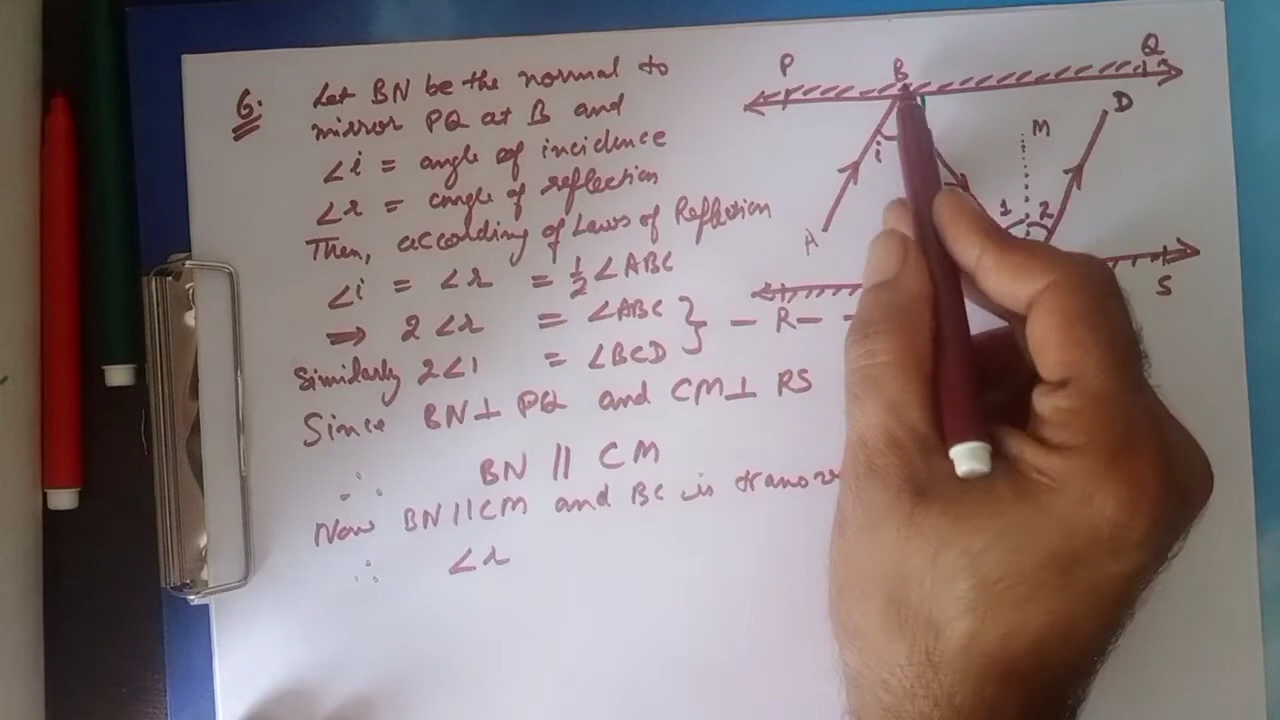 6. Let BN be the normal to
mirror PQ at B and
∠i = angle of incidence
∠r = angle of reflection
Then, according of Laws of Reflection
∠i = ∠r = 1/2 ∠ABC
⇒ 2∠r = ∠ABC } — R — —
Similarly 2∠1 = ∠BCD
Since BN ⊥ PQ and CM ⊥ RS
∴ BN || CM
Now BN || CM and BC is
∴ ∠r
P B Q
D
M
i
1 2
A
S